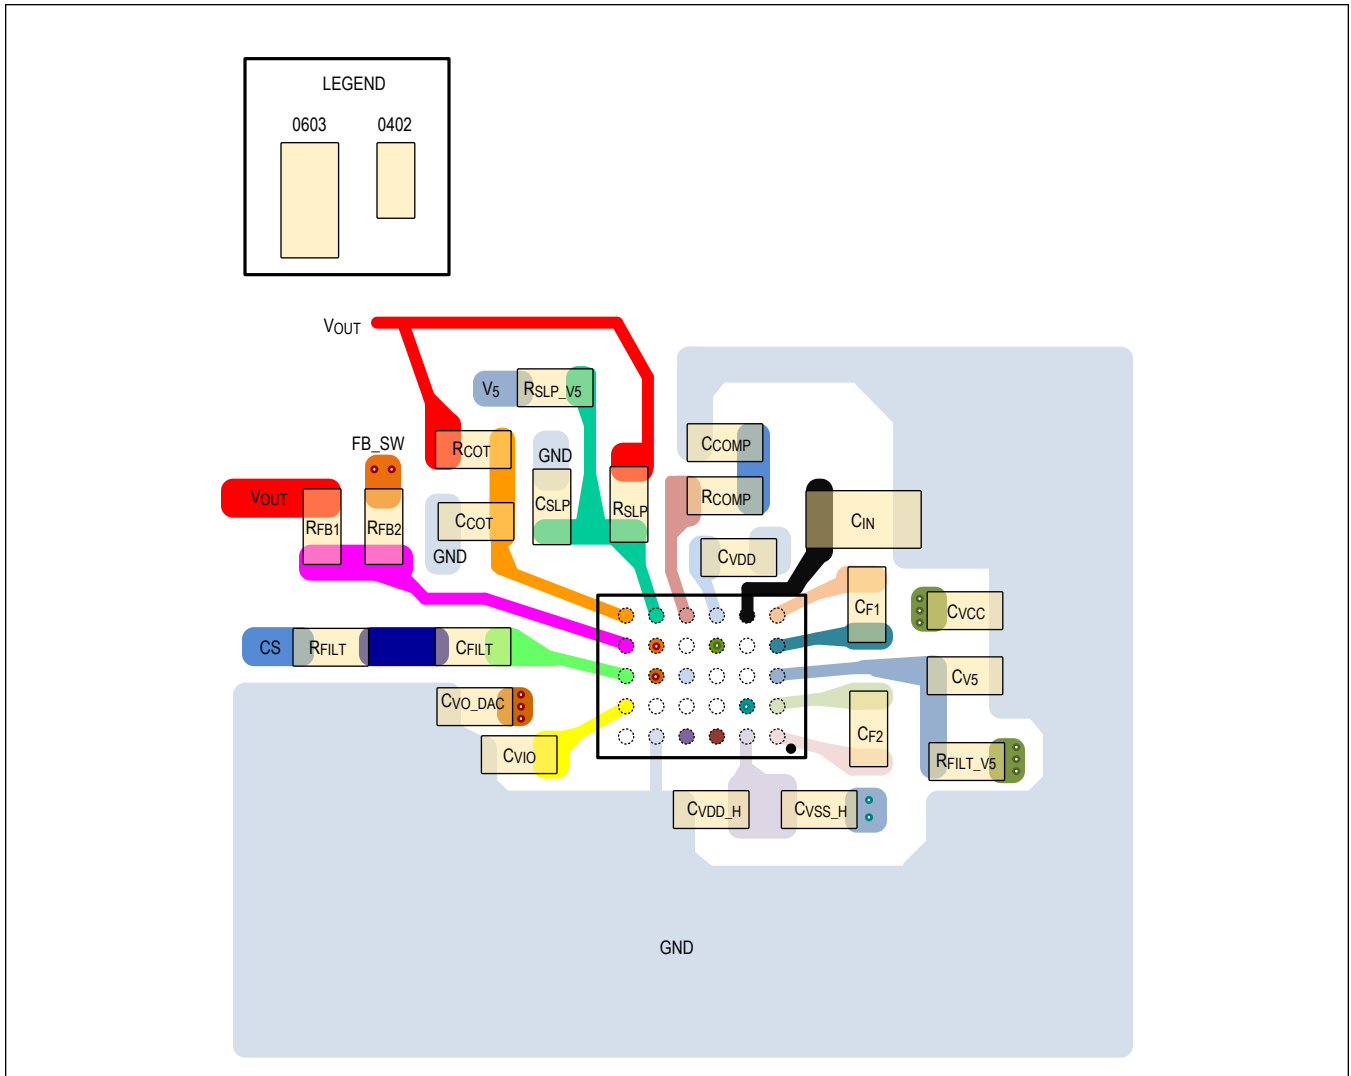 LEGEND
0603 0402
VOUT
V5 RSLP_V5
FB_SW RCOT GND CCOMP
VOUT CSLP RSLP RCOMP
RFB1 RFB2 CCOT CIN
GND CVDD
CF1 CVCC
CS RFILT CFILT
CV5
CVO_DAC
CVIO CF2 RFILT_V5
CVDD_H CVSS_H
GND